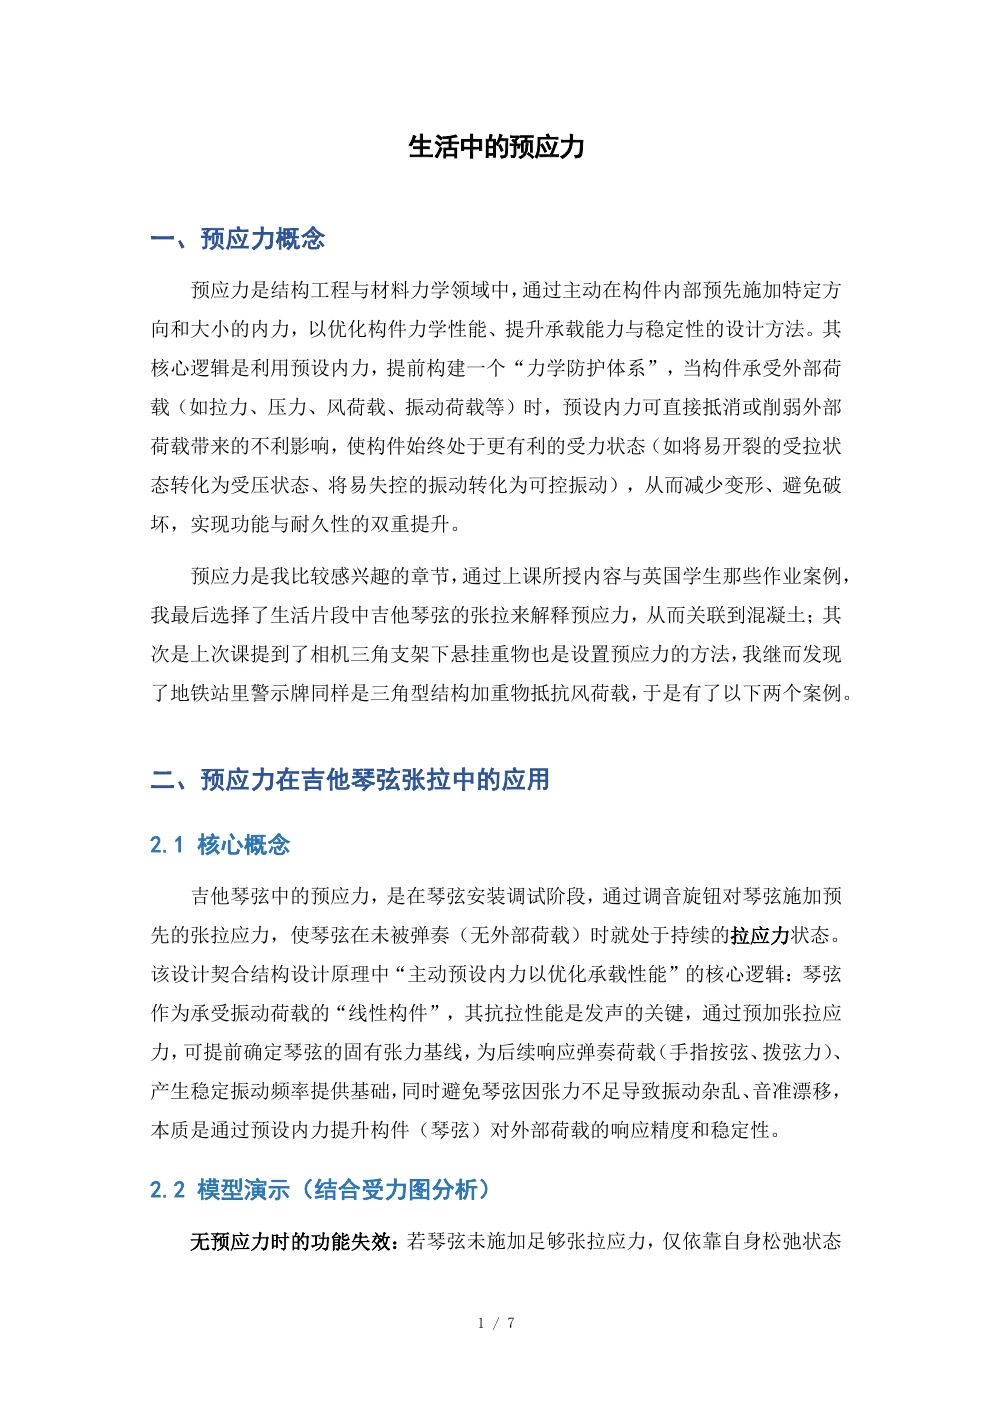 生活中的预应力
一、预应力概念
预应力是结构工程与材料力学领域中，通过主动在构件内部预先施加特定方
向和大小的内力，以优化构件力学性能、提升承载能力与稳定性的设计方法。其
核心逻辑是利用预设内力，提前构建一个“力学防护体系”，当构件承受外部荷
载（如拉力、压力、风荷载、振动荷载等）时，预设内力可直接抵消或削弱外部
荷载带来的不利影响，使构件始终处于更有利的受力状态（如将易开裂的受拉状
态转化为受压状态、将易失控的振动转化为可控振动），从而减少变形、避免破
坏，实现功能与耐久性的双重提升。
预应力是我比较感兴趣的章节，通过上课所授内容与英国学生那些作业案例，
我最后选择了生活片段中吉他琴弦的张拉来解释预应力，从而关联到混凝土；其
次是上次课提到了相机三角支架下悬挂重物也是设置预应力的方法，我继而发现
了地铁站里警示牌同样是三角型结构加重物抵抗风荷载，于是有了以下两个案例。
二、预应力在吉他琴弦张拉中的应用
2.1 核心概念
吉他琴弦中的预应力，是在琴弦安装调试阶段，通过调音旋钮对琴弦施加预
先的张拉应力，使琴弦在未被弹奏（无外部荷载）时就处于持续的拉应力状态。
该设计契合结构设计原理中“主动预设内力以优化承载性能”的核心逻辑：琴弦
作为承受振动荷载的“线性构件”，其抗拉性能是发声的关键，通过预加张拉应
力，可提前确定琴弦的固有张力基线，为后续响应弹奏荷载（手指按弦、拨弦力）、
产生稳定振动频率提供基础，同时避免琴弦因张力不足导致振动杂乱、音准漂移，
本质是通过预设内力提升构件（琴弦）对外部荷载的响应精度和稳定性。
2.2 模型演示（结合受力图分析）
无预应力时的功能失效：若琴弦未施加足够张拉应力，仅依靠自身松弛状态
1 / 7